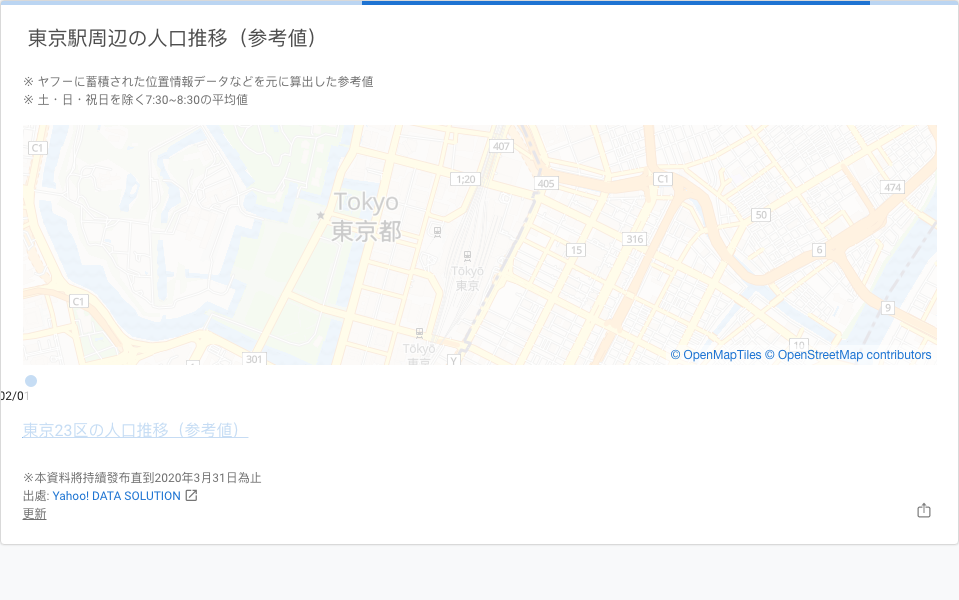 東京駅周辺の人口推移（参考値）
※ ヤフーに蓄積された位置情報データなどを元に算出した参考値
※ 土・日・祝日を除く7:30~8:30の平均値
C1
407
1;20
405
C1
474
Tokyo
東京都
50
316
15
6
Tōkyō
東京
C1
9
10
301
Tōkyō
東京
Y
© OpenMapTiles © OpenStreetMap contributors
02/01
東京23区の人口推移（参考値）
※本資料將持續發布直到2020年3月31日為止
出處: Yahoo! DATA SOLUTION
更新